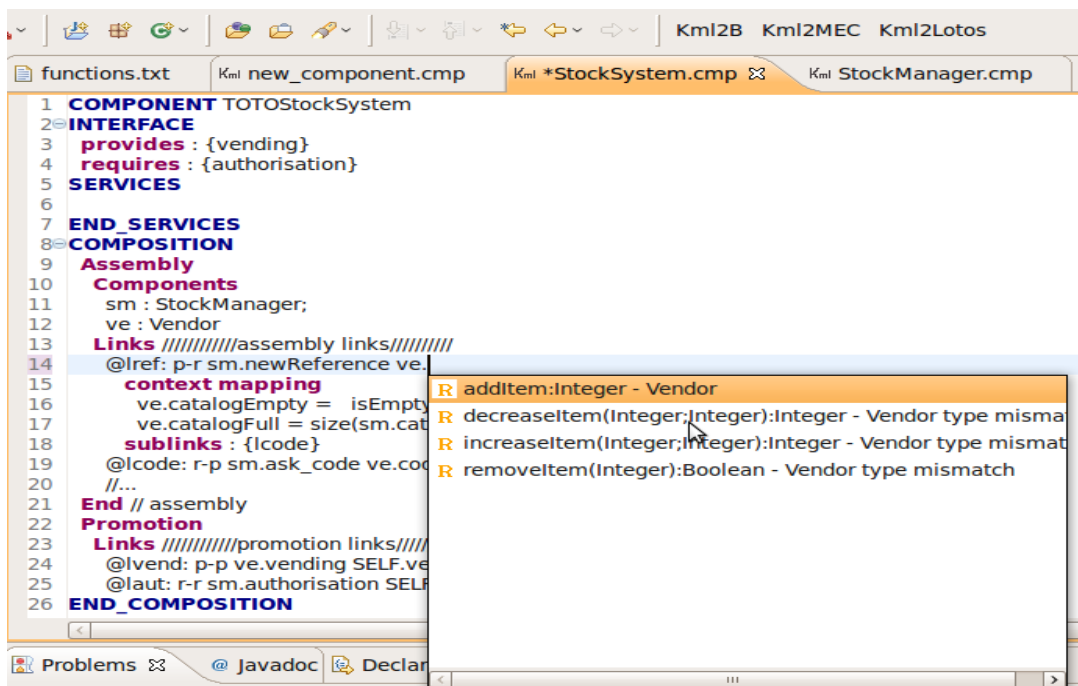 Kml2B Kml2MEC Kml2Lotos
functions.txt Kml new_component.cmp Kml *StockSystem.cmp Kml StockManager.cmp
1 COMPONENT TOTOStockSystem
2 INTERFACE
3 provides : {vending}
4 requires : {authorisation}
5 SERVICES
6
7 END_SERVICES
8 COMPOSITION
9 Assembly
10 Components
11 sm : StockManager;
12 ve : Vendor
13 Links ////////////assembly links//////////
14 @lref: p-r sm.newReference ve.
15 context mapping
16 ve.catalogEmpty = isEmpty
17 ve.catalogFull = size(sm.cat
18 sublinks : {lcode}
19 @lcode: r-p sm.ask_code ve.co
20 //...
21 End // assembly
22 Promotion
23 Links ////////////promotion links/////
24 @lvend: p-p ve.vending SELF.ve
25 @laut: r-r sm.authorisation SELF
26 END_COMPOSITION
R addItem:Integer - Vendor
R decreaseItem(Integer;Integer):Integer - Vendor type misma
R increaseItem(Integer;Integer):Integer - Vendor type mismat
R removeItem(Integer):Boolean - Vendor type mismatch
Problems @ Javadoc Declar